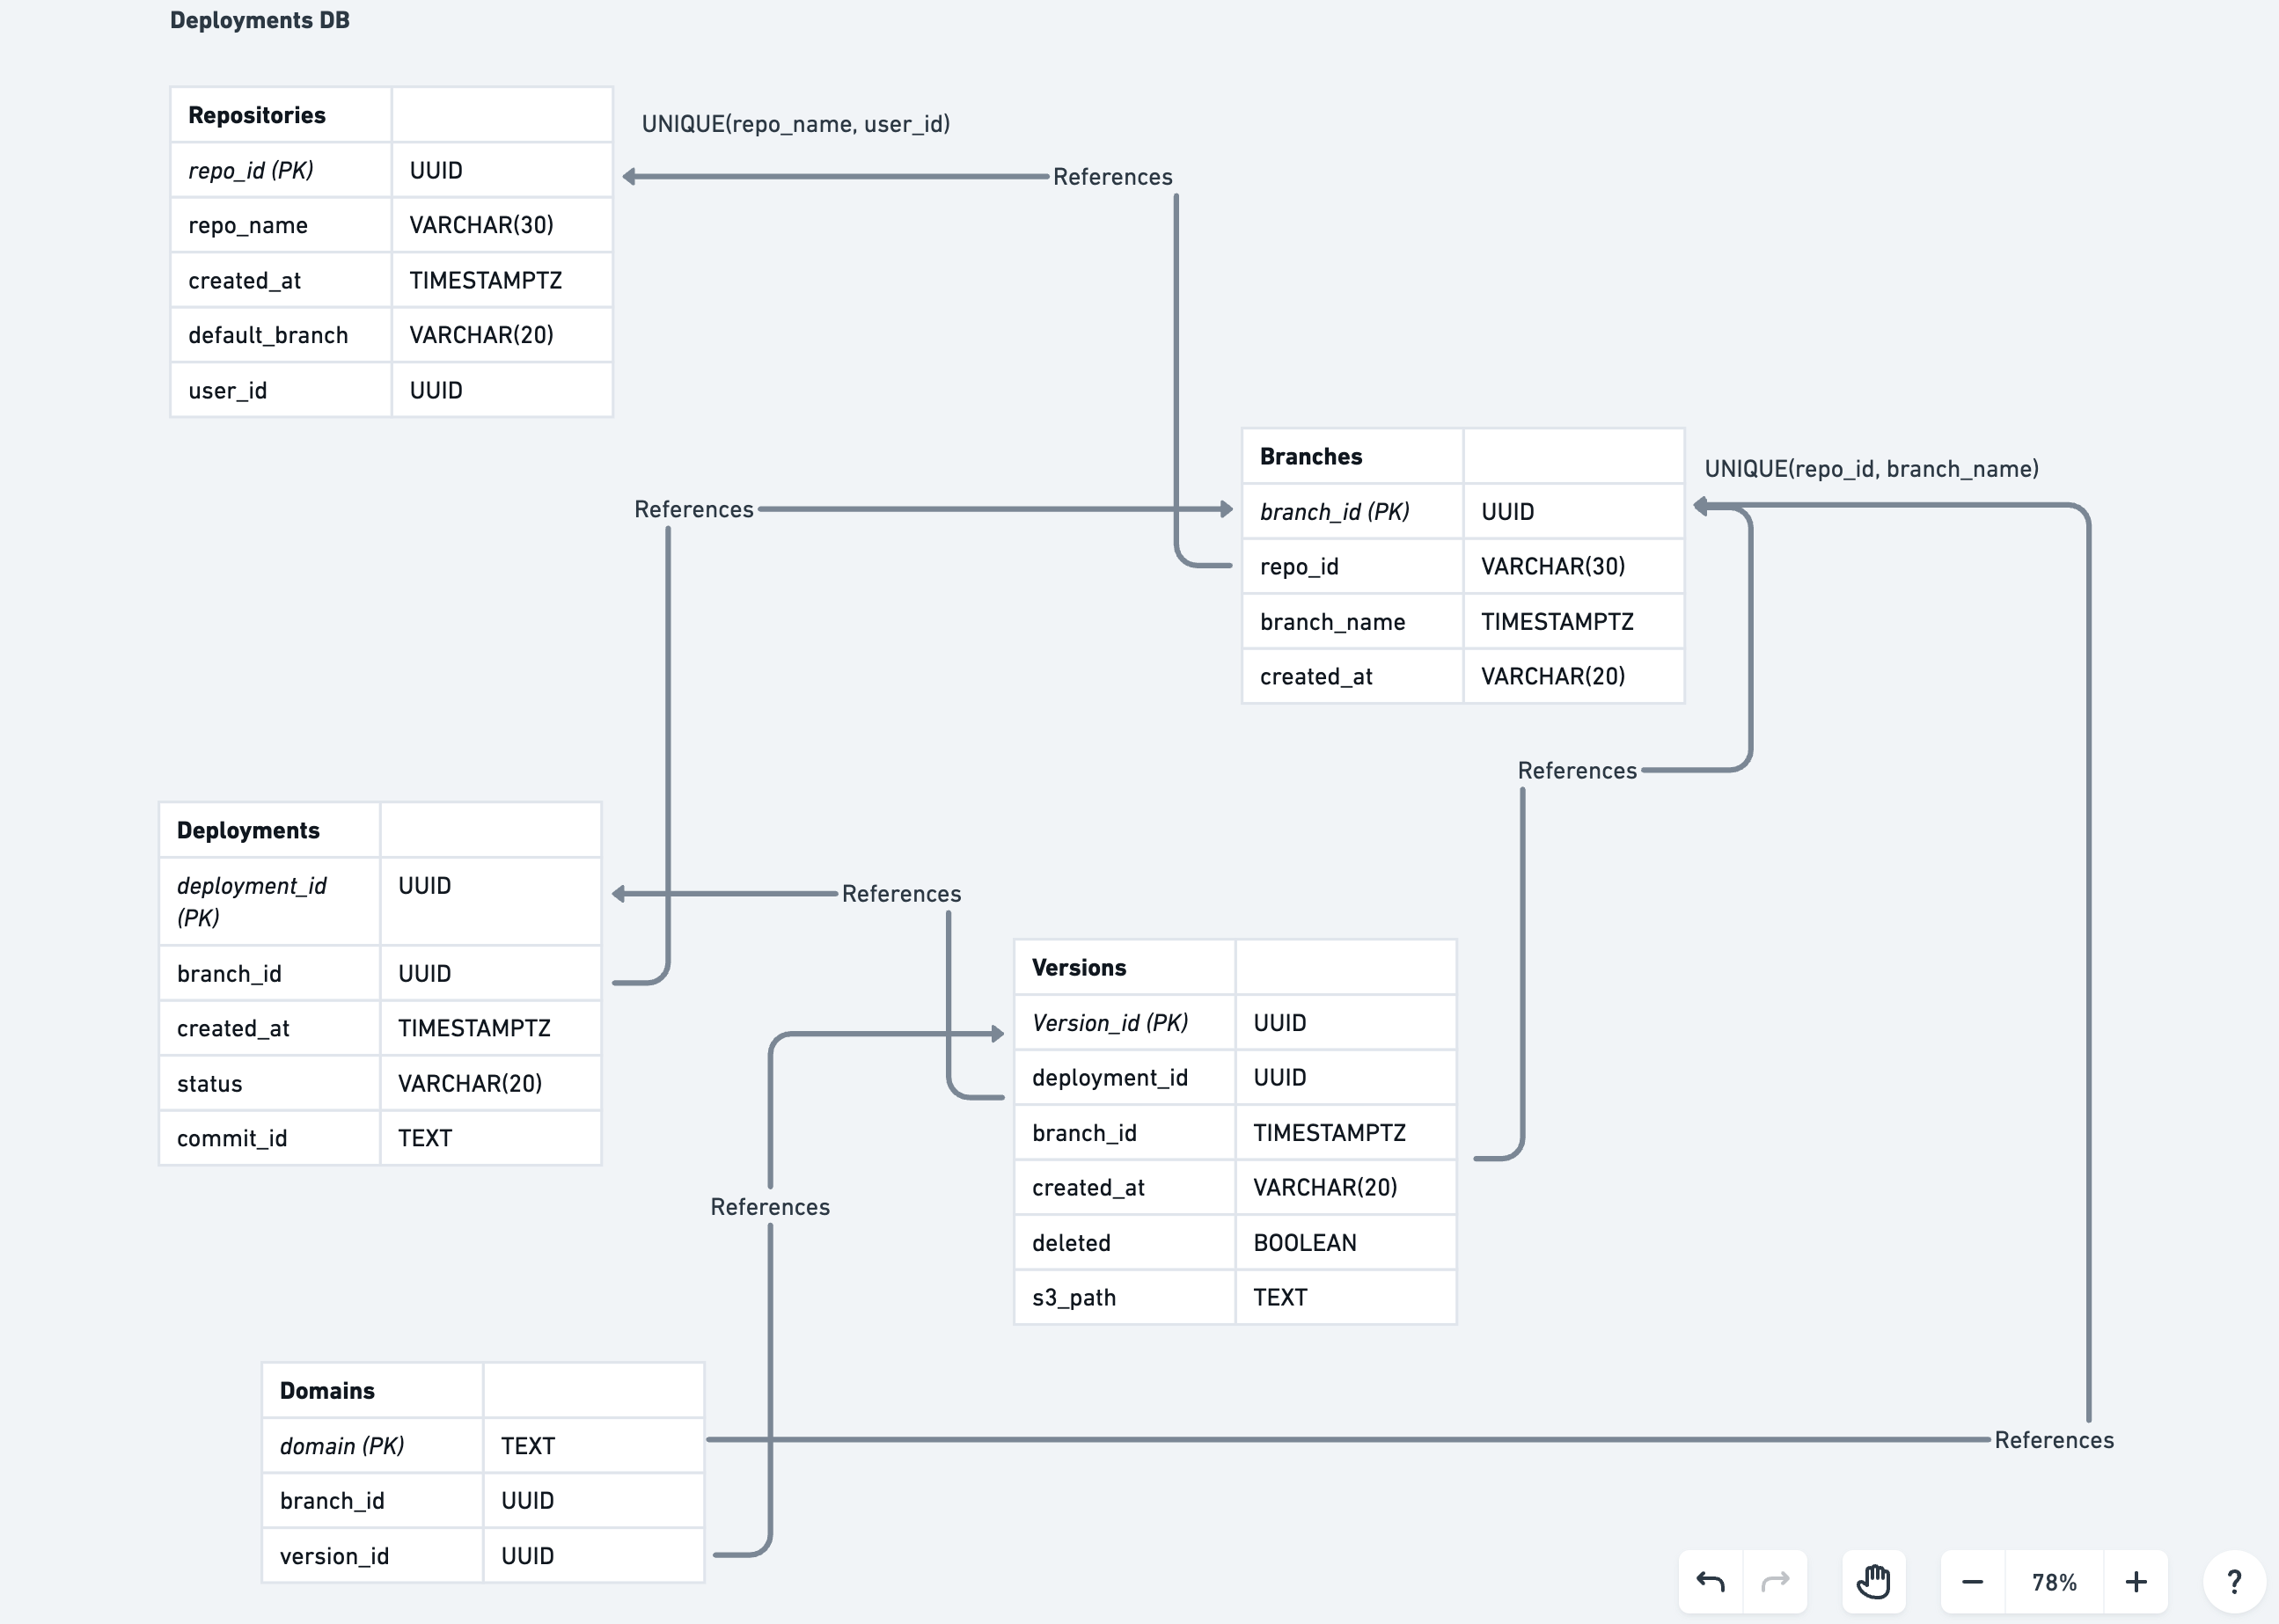 Deployments DB
Repositories
repo_id (PK) UUID
repo_name VARCHAR(30)
created_at TIMESTAMPTZ
default_branch VARCHAR(20)
user_id UUID
UNIQUE(repo_name, user_id)
References
Branches
branch_id (PK) UUID
repo_id VARCHAR(30)
branch_name TIMESTAMPTZ
created_at VARCHAR(20)
UNIQUE(repo_id, branch_name)
References
References
Deployments
deployment_id
(PK) UUID
branch_id UUID
created_at TIMESTAMPTZ
status VARCHAR(20)
commit_id TEXT
References
Versions
Version_id (PK) UUID
deployment_id UUID
branch_id TIMESTAMPTZ
created_at VARCHAR(20)
deleted BOOLEAN
s3_path TEXT
References
Domains
domain (PK) TEXT
branch_id UUID
version_id UUID
References
78%
?